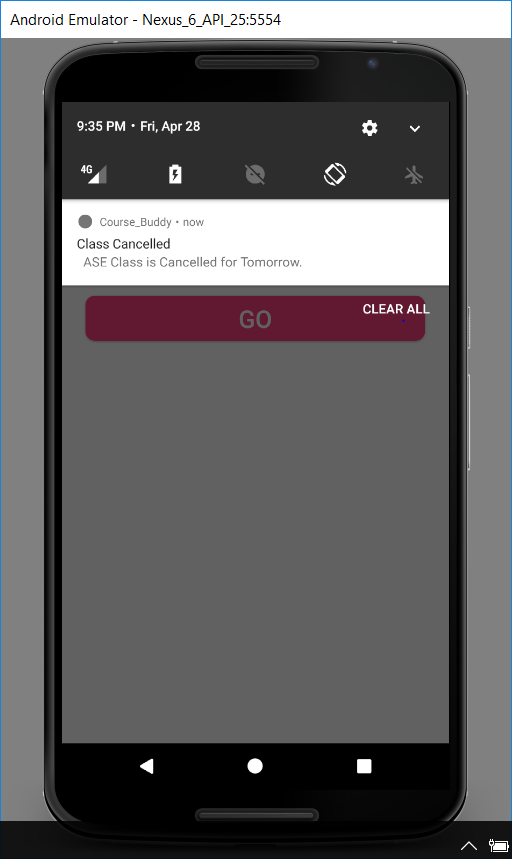 Android Emulator - Nexus_6_API_25:5554
9:35 PM • Fri, Apr 28
4G
Course_Buddy • now
Class Cancelled
ASE Class is Cancelled for Tomorrow.
GO
CLEAR ALL